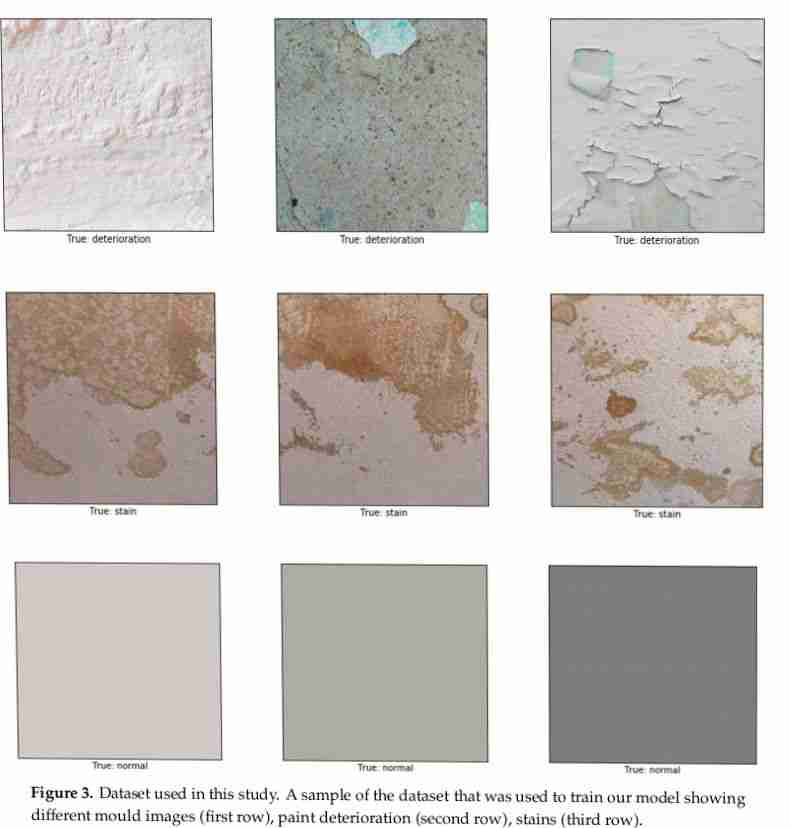 True: deterioration
True: deterioration
True: deterioration
True: stain
True: stain
True: stain
True: normal
True: normal
True: normal
Figure 3. Dataset used in this study. A sample of the dataset that was used to train our model showing
different mould images (first row), paint deterioration (second row), stains (third row).